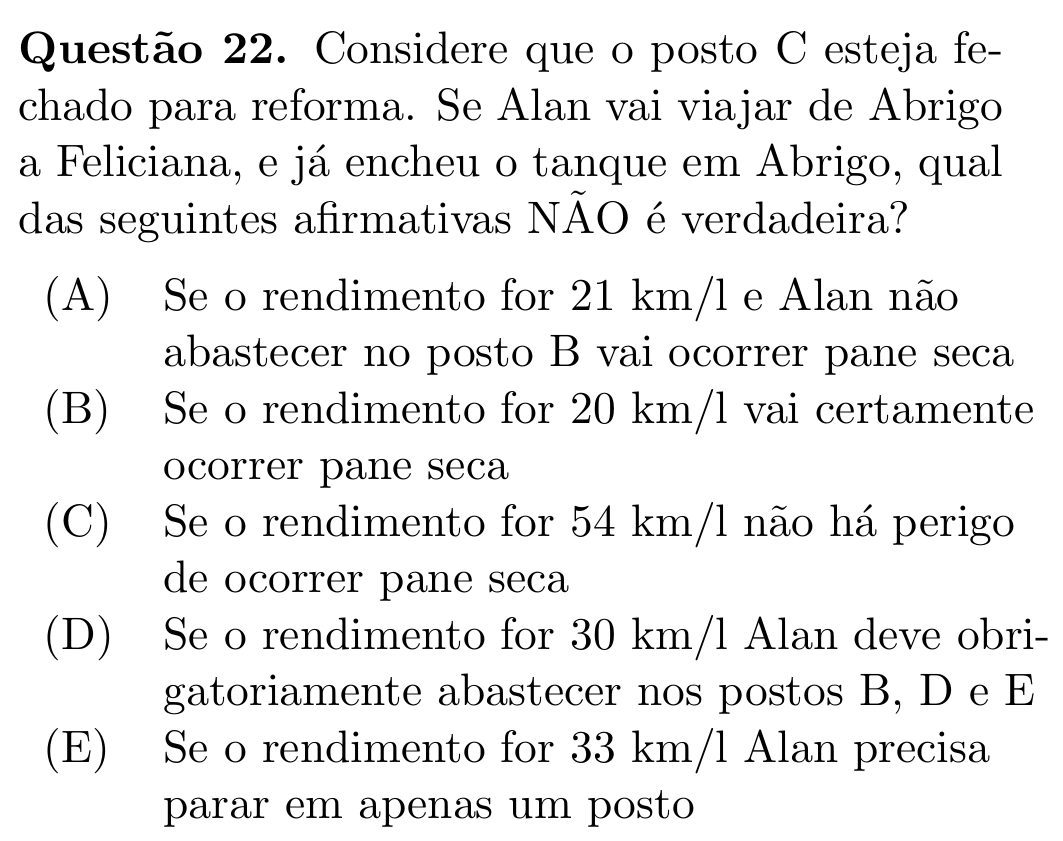 Questão 22. Considere que o posto C esteja fe-
chado para reforma. Se Alan vai viajar de Abrigo
a Feliciana, e já encheu o tanque em Abrigo, qual
das seguintes afirmativas NÃO é verdadeira?
(A) Se o rendimento for 21 km/l e Alan não
abastecer no posto B vai ocorrer pane seca
(B) Se o rendimento for 20 km/l vai certamente
ocorrer pane seca
(C) Se o rendimento for 54 km/l não há perigo
de ocorrer pane seca
(D) Se o rendimento for 30 km/l Alan deve obri-
gatoriamente abastecer nos postos B, D e E
(E) Se o rendimento for 33 km/l Alan precisa
parar em apenas um posto